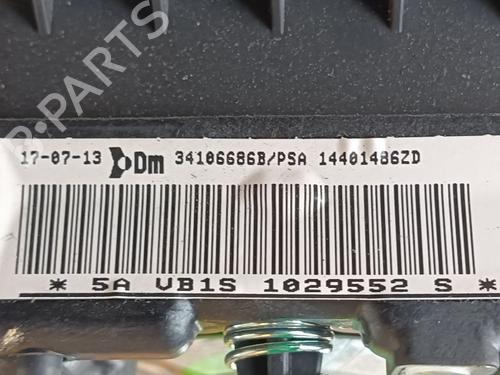 B-PARTS
17-07-13 Dm 34106686B/PSA 14401486ZD
* 5A VB1S 1029552 S *